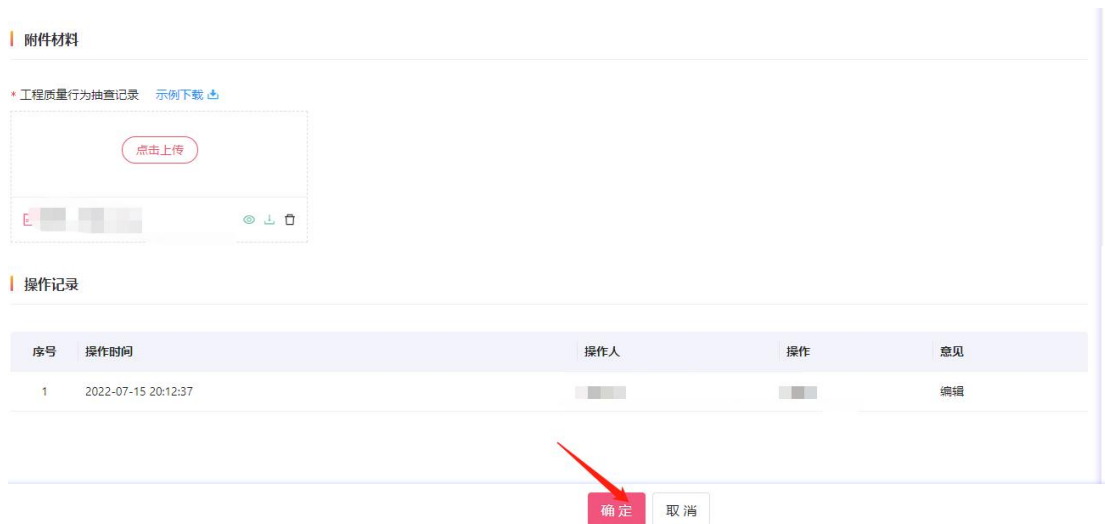 附件材料
* 工程质量行为抽查记录 示例下载
点击上传
操作记录
序号 操作时间 操作人 操作 意见
1 2022-07-15 20:12:37 编辑
确定 取消